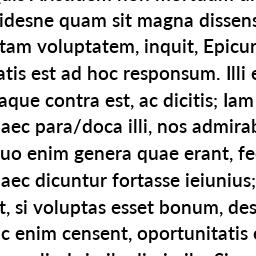 idesne quam sit magna dissens
tam voluptatem, inquit, Epicur
atis est ad hoc responsum. Illi e
aque contra est, ac dicitis; Iam
aec para/doca illi, nos admirab
uo enim genera quae erant, fe
aec dicuntur fortasse ieiunius;
t, si voluptas esset bonum, des
c enim censent, oportunitatis